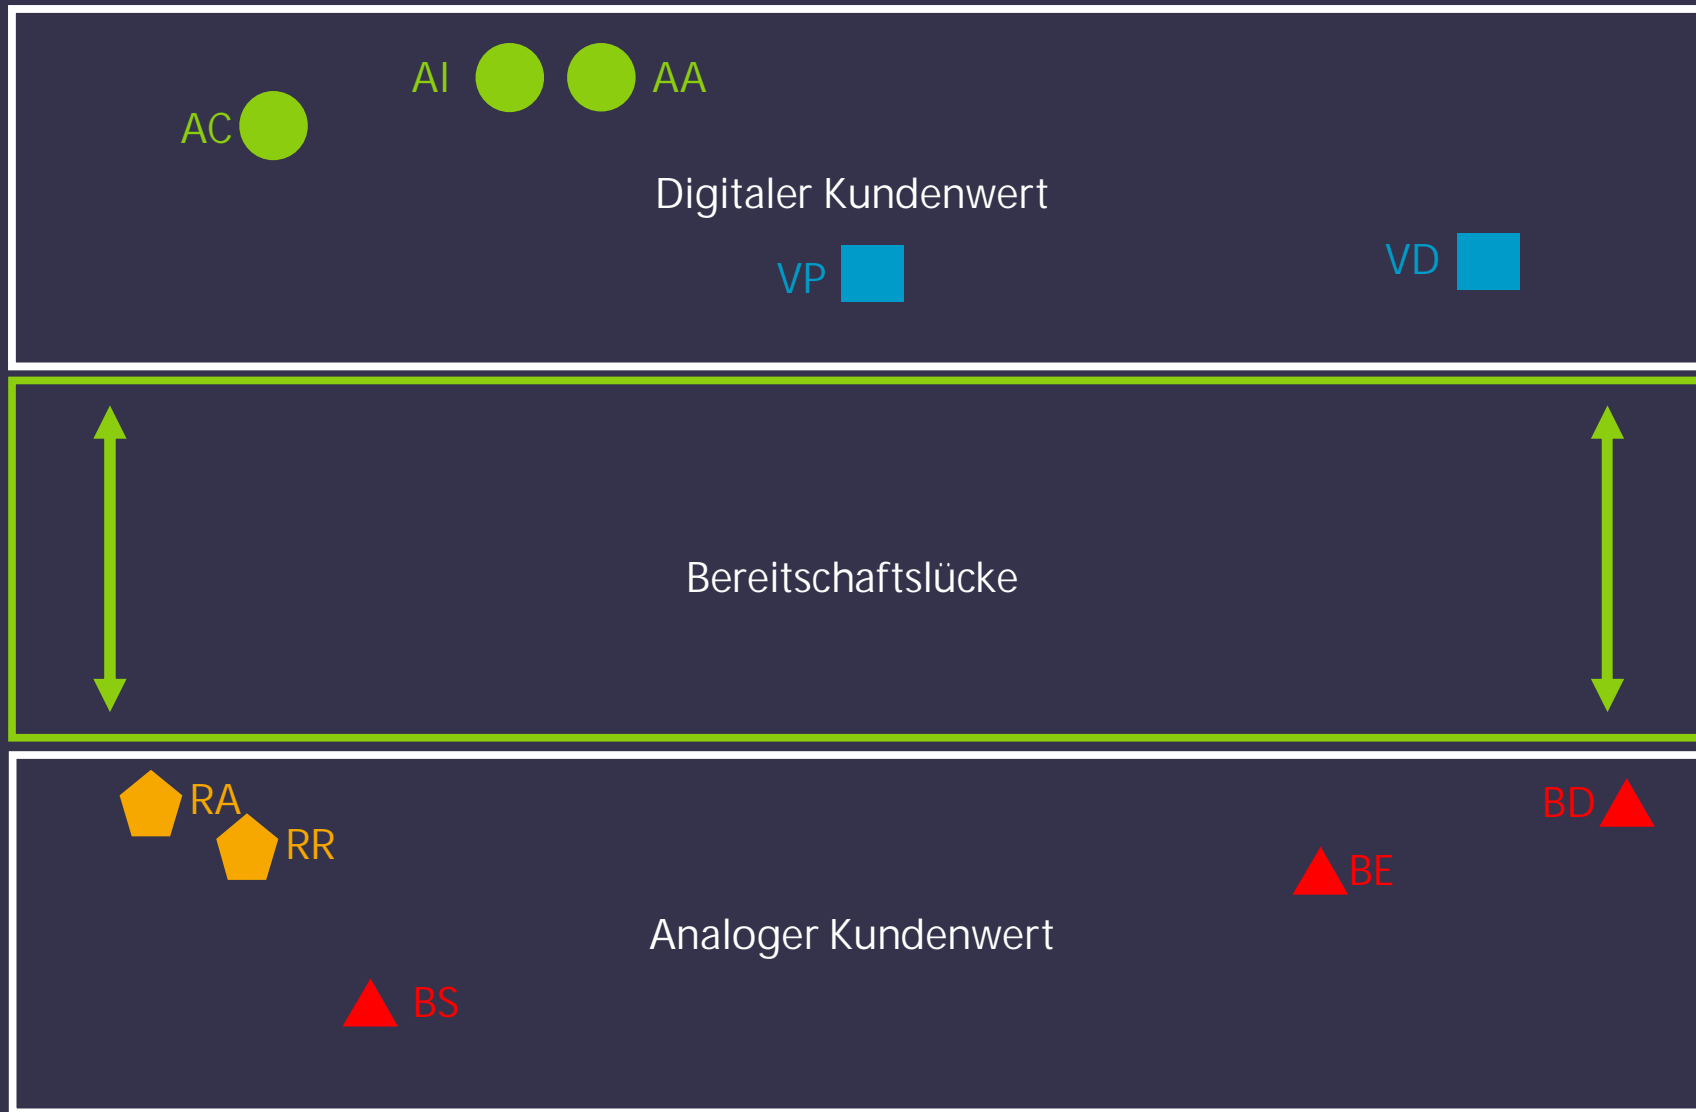 AI
AA
AC
Digitaler Kundenwert
VP
VD
Bereitschaftslücke
RA
BD
RR
BE
Analoger Kundenwert
BS